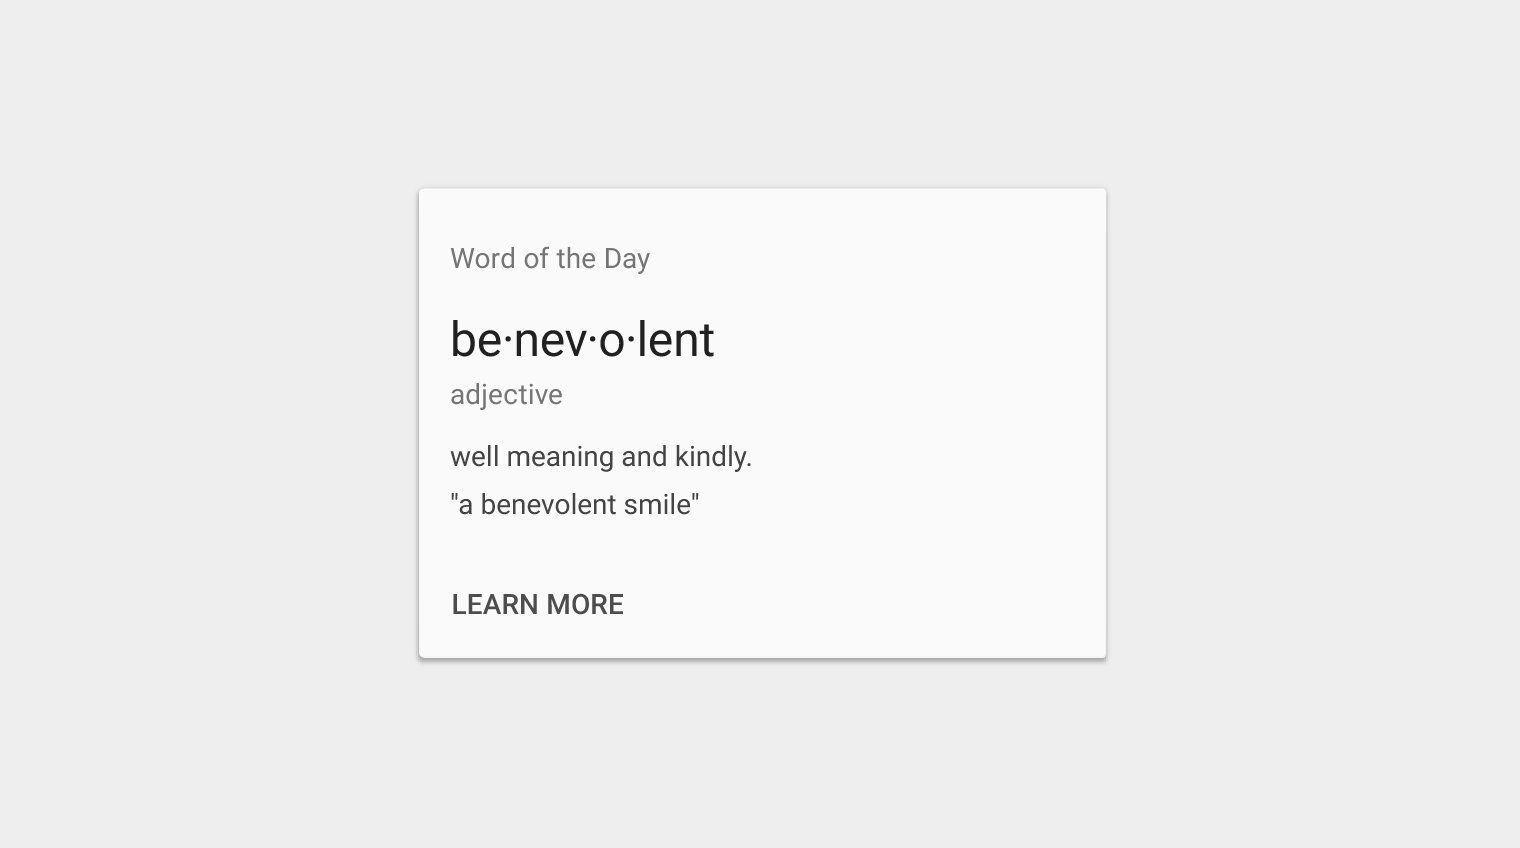 Word of the Day
be·nev·o·lent
adjective
well meaning and kindly.
"a benevolent smile"
LEARN MORE